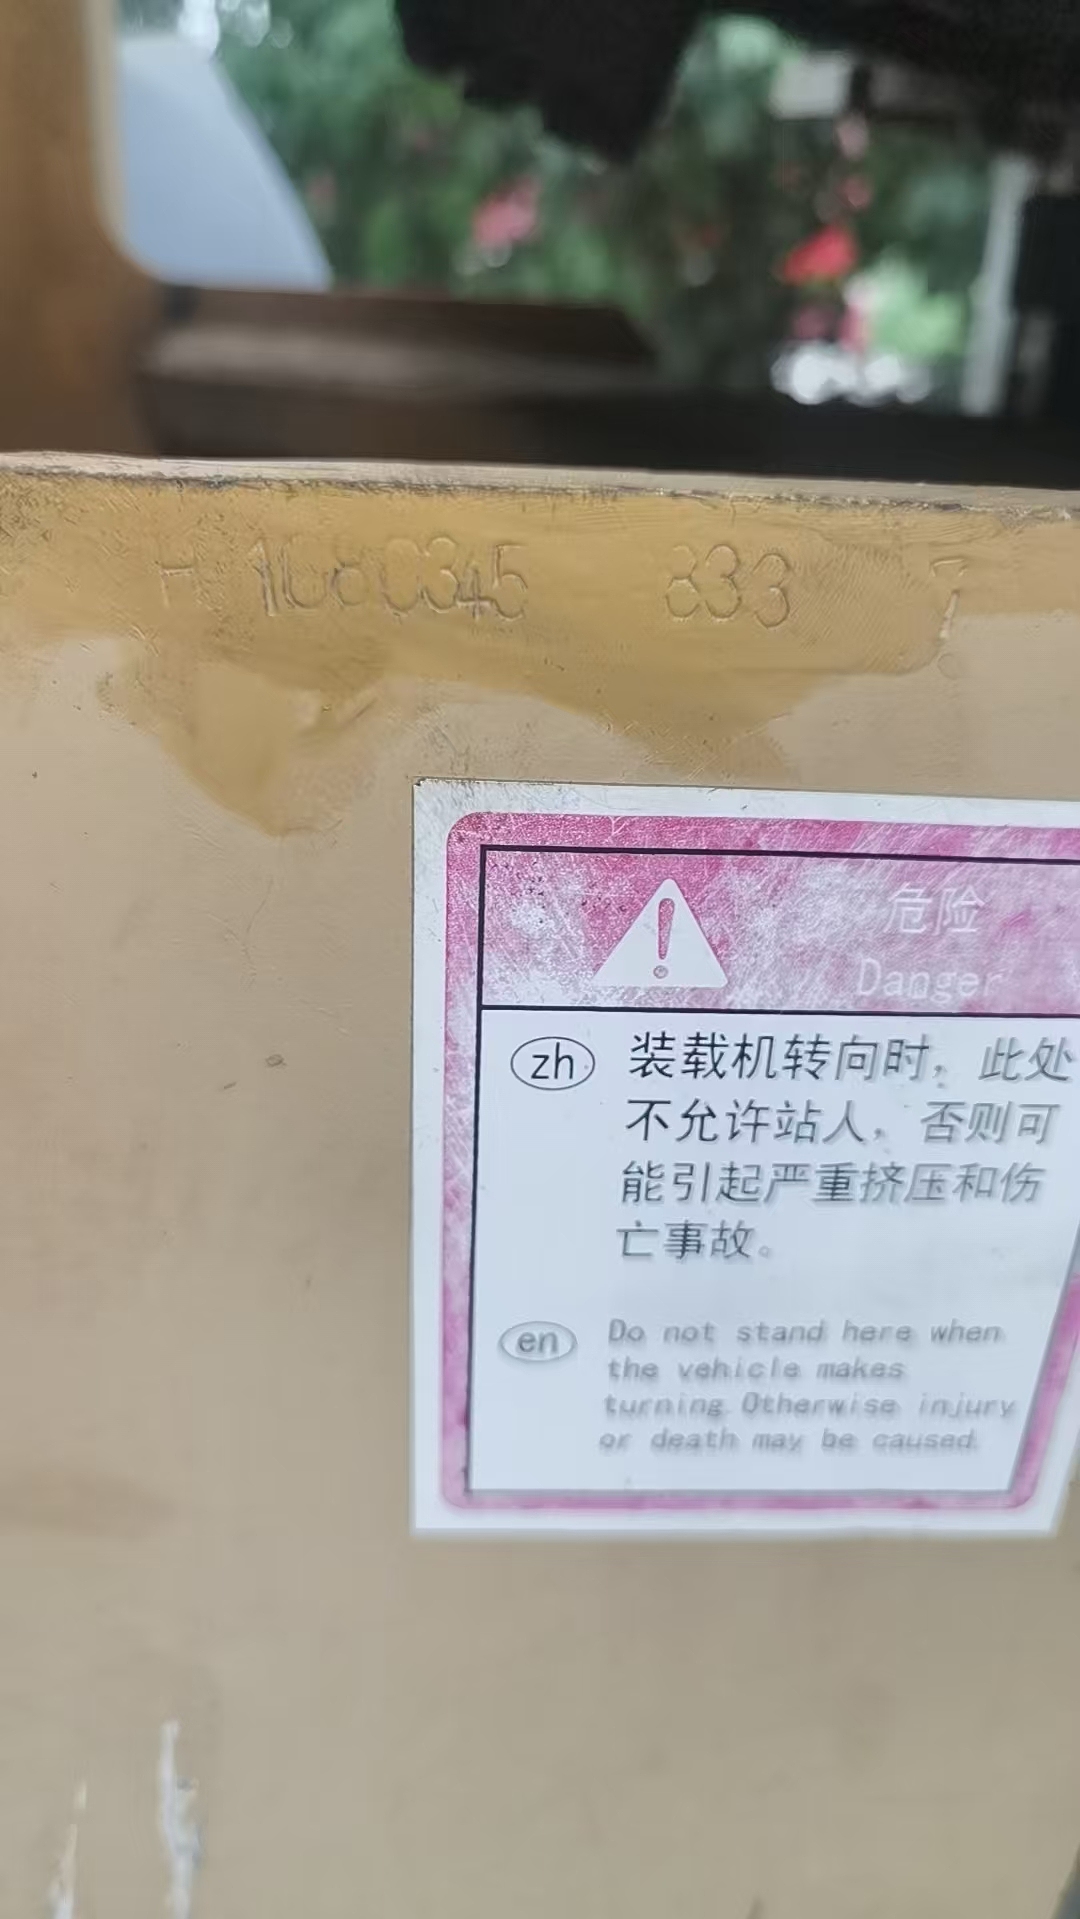 H 1080345 833 7
危险
Danger
zh 装载机转向时，此处
不允许站人，否则可
能引起严重挤压和伤
亡事故。
en Do not stand here when
the vehicle makes
turning.Otherwise injury
or death may be caused.